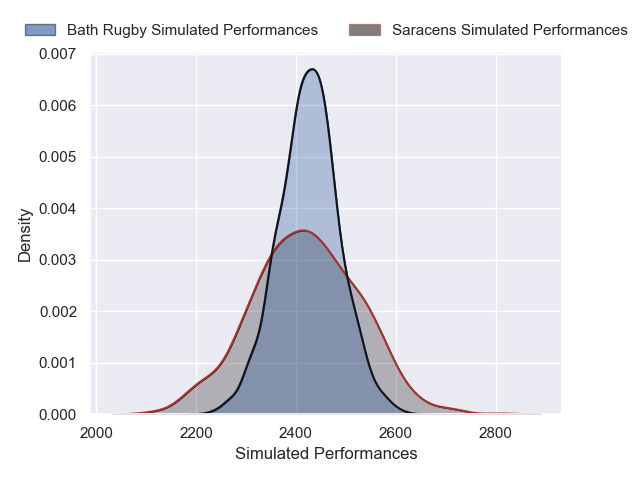 Bath Rugby Simulated Performances Saracens Simulated Performances
0.007
0.006
0.005
0.004
0.003
0.002
0.001
0.000
Density
2000 2200 2400 2600 2800
Simulated Performances